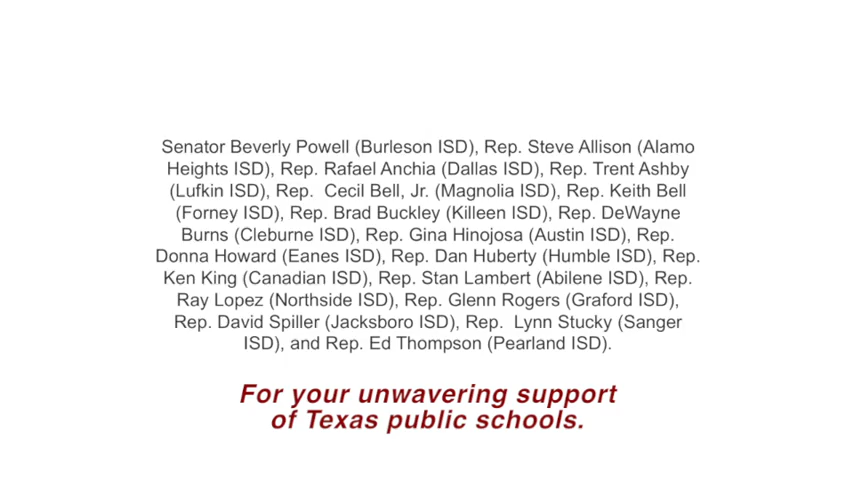 Senator Beverly Powell (Burleson ISD), Rep. Steve Allison (Alamo
Heights ISD), Rep. Rafael Anchia (Dallas ISD), Rep. Trent Ashby
(Lufkin ISD), Rep.  Cecil Bell, Jr. (Magnolia ISD), Rep. Keith Bell
(Forney ISD), Rep. Brad Buckley (Killeen ISD), Rep. DeWayne
Burns (Cleburne ISD), Rep. Gina Hinojosa (Austin ISD), Rep.
Donna Howard (Eanes ISD), Rep. Dan Huberty (Humble ISD), Rep.
Ken King (Canadian ISD), Rep. Stan Lambert (Abilene ISD), Rep.
Ray Lopez (Northside ISD), Rep. Glenn Rogers (Graford ISD),
Rep. David Spiller (Jacksboro ISD), Rep.  Lynn Stucky (Sanger
ISD), and Rep. Ed Thompson (Pearland ISD).
For your unwavering support
of Texas public schools.